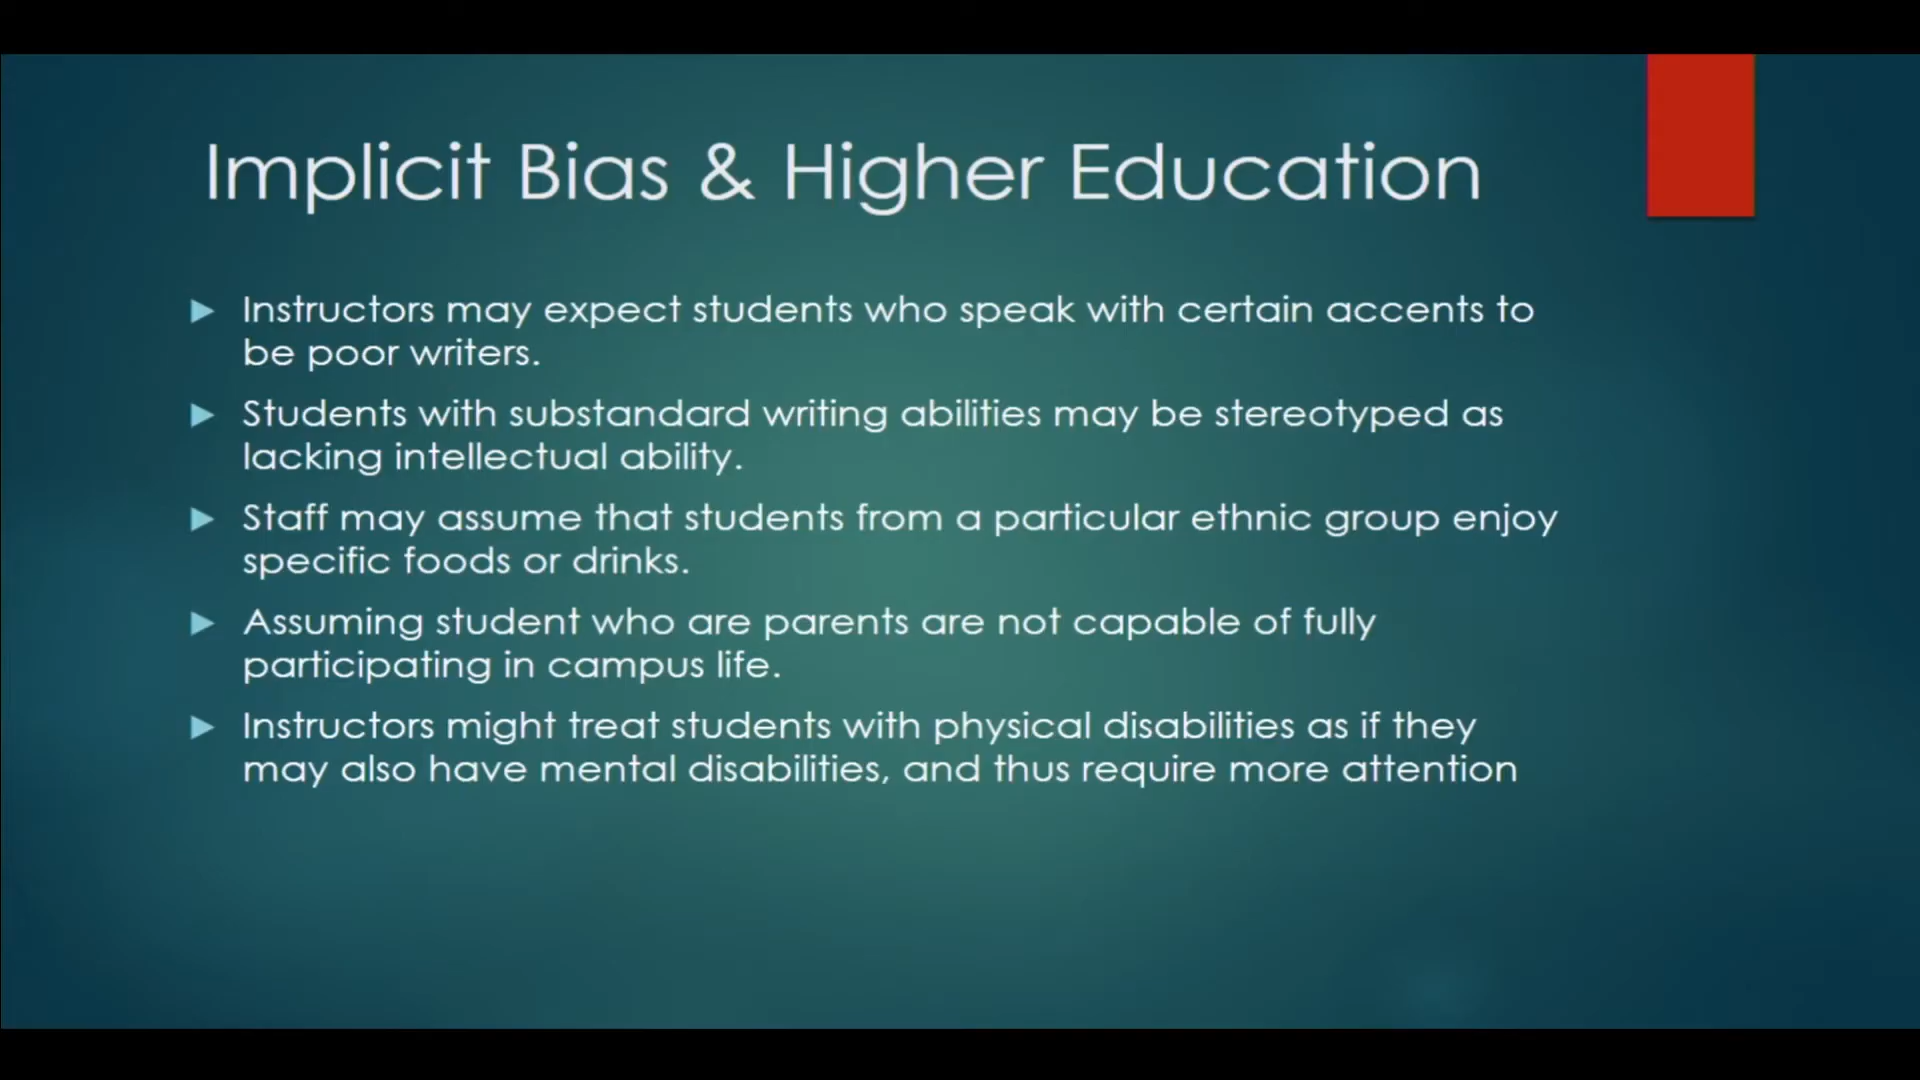 Implicit Bias & Higher Education
Instructors may expect students who speak with certain accents to
be poor writers.
Students with substandard writing abilities may be stereotyped as
lacking intellectual ability.
Staff may assume that students from a particular ethnic group enjoy
specific foods or drinks.
Assuming student who are parents are not capable of fully
participating in campus life.
Instructors might treat students with physical disabilities as if they
may also have mental disabilities, and thus require more attention